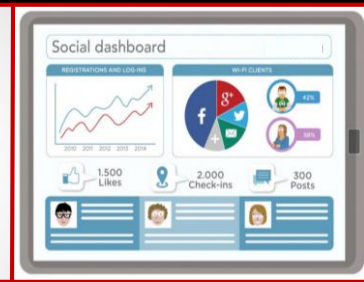 Social dashboard
REGISTRATIONS AND LOG-INS
WI-FI CLIENTS
f
g+
+
42%
38%
2010 2011 2012 2013 2014
1.500
Likes
2.000
Check-ins
300
Posts